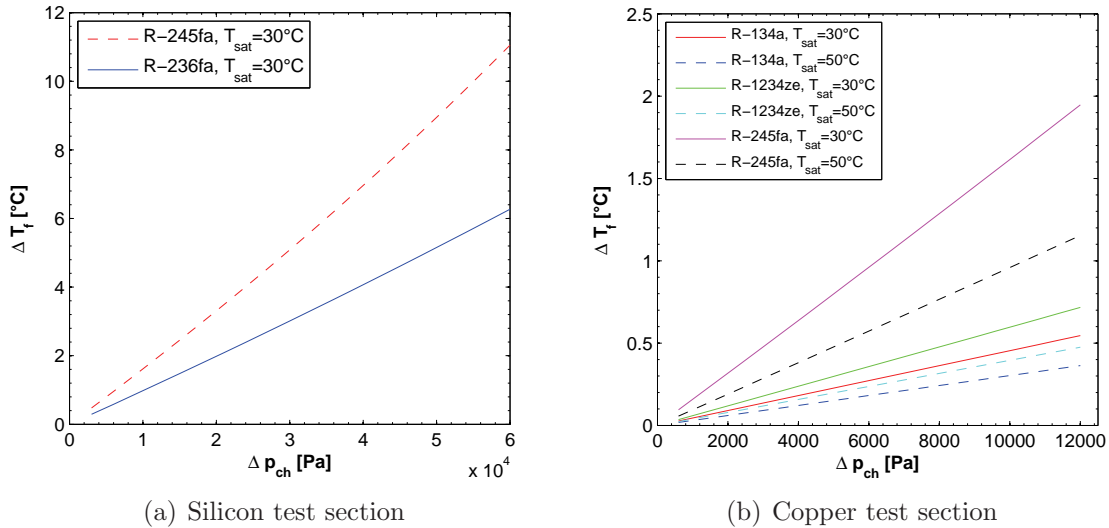 12
10
8
6
4
2
0
Δ T_f [°C]
R−245fa, T_sat=30°C
R−236fa, T_sat=30°C
0 1 2 3 4 5 6
x 10^4
Δ p_ch [Pa]
(a) Silicon test section
2.5
2
1.5
1
0.5
0
Δ T_f [°C]
R−134a, T_sat=30°C
R−134a, T_sat=50°C
R−1234ze, T_sat=30°C
R−1234ze, T_sat=50°C
R−245fa, T_sat=30°C
R−245fa, T_sat=50°C
0 2000 4000 6000 8000 10000 12000
Δ p_ch [Pa]
(b) Copper test section